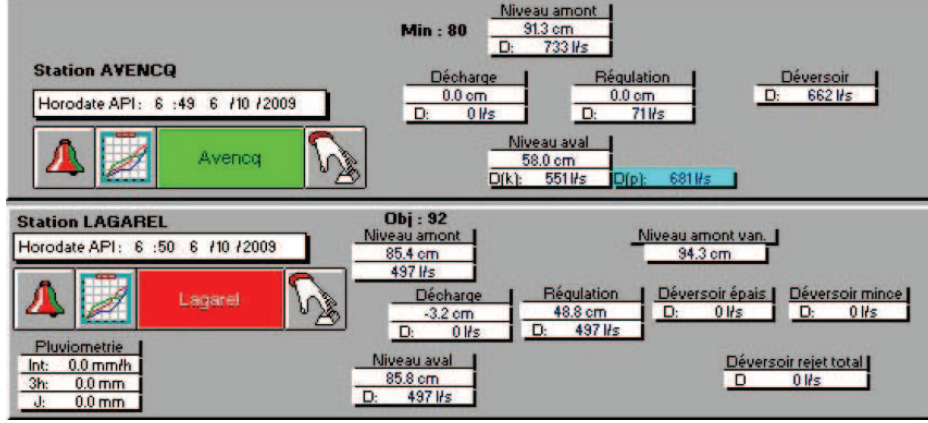 Niveau amont
Min : 80
91.3 cm
D: 733 l/s
Station AVENCQ
Décharge
Régulation
Déversoir
Horodate API : 6 :49 6 /10 /2009
0.0 cm
0.0 cm
D: 662 l/s
D: 0 l/s
D: 71 l/s
Avencq
Niveau aval
58.0 cm
D(k): 551 l/s
D(p): 681 l/s
Station LAGAREL
Obj : 92
Niveau amont
Niveau amont van.
Horodate API : 6 :50 6 /10 /2009
85.4 cm
94.3 cm
497 l/s
Lagarel
Décharge
Régulation
Déversoir épais
Déversoir mince
-3.2 cm
48.8 cm
D: 0 l/s
D: 0 l/s
D: 0 l/s
D: 497 l/s
Pluviometrie
Int: 0.0 mm/h
3h: 0.0 mm
J: 0.0 mm
Niveau aval
85.8 cm
D: 497 l/s
Déversoir rejet total
D 0 l/s